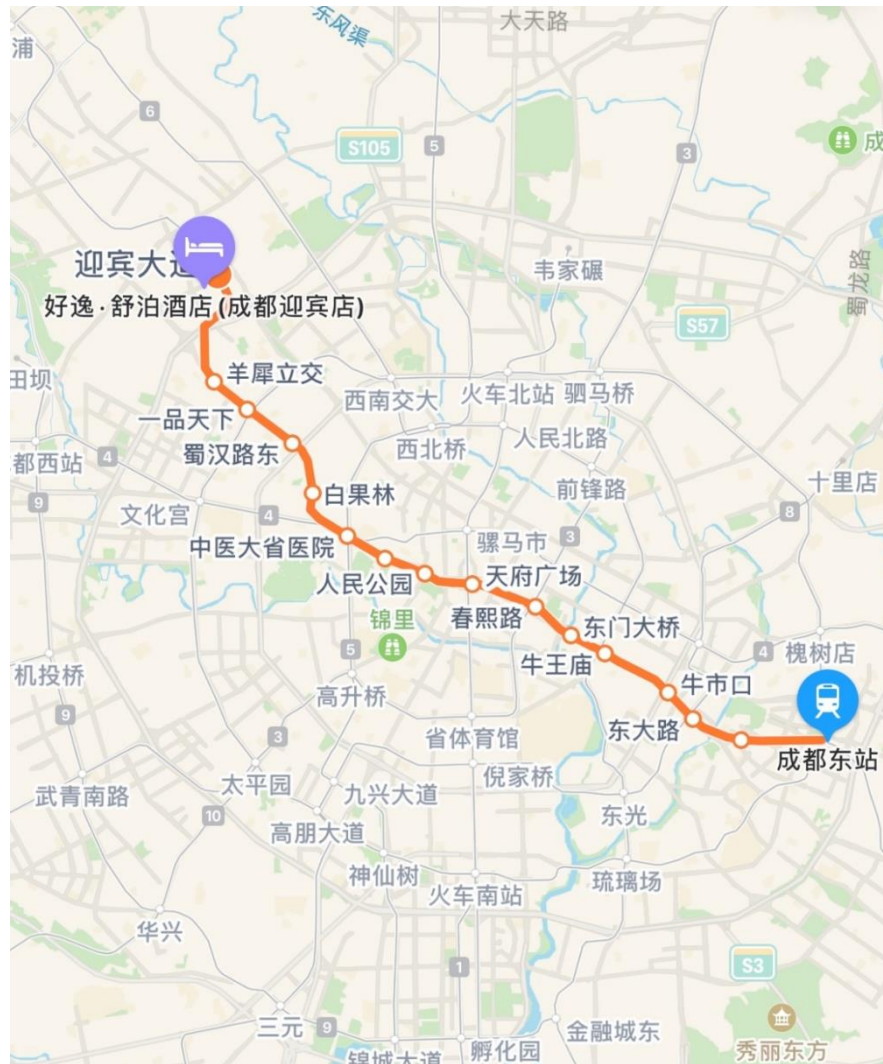 浦
东风渠
大天路
6
S105
5
3
成
迎宾大道
好逸·舒泊酒店(成都迎宾店)
韦家碾
蜀龙路
S57
田坝
羊犀立交
西南交大
火车北站
驷马桥
一品天下
西北桥
人民北路
都西站
4
蜀汉路东
十里店
9
白果林
前锋路
文化宫
4
8
中医大省医院
骡马市
3
人民公园
天府广场
锦里
春熙路
东门大桥
5
牛王庙
4
槐树店
机投桥
高升桥
牛市口
9
3
省体育馆
东大路
成都东站
太平园
倪家桥
武青南路
九兴大道
东光
10
高朋大道
神仙树
火车南站
琉璃场
华兴
1
S3
三元
9
锦城大道
孵化园
金融城东
秀丽东方